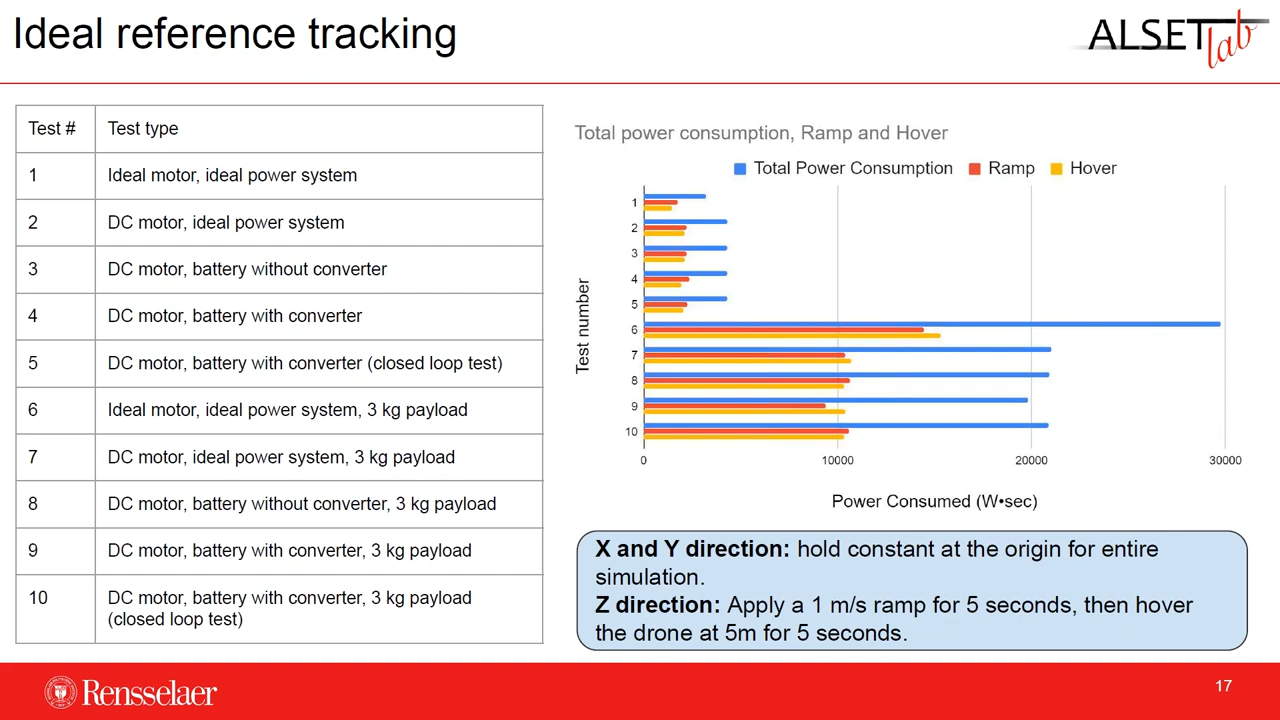 Ideal reference tracking
ALSET lab
Test # Test type
1 Ideal motor, ideal power system
2 DC motor, ideal power system
3 DC motor, battery without converter
4 DC motor, battery with converter
5 DC motor, battery with converter (closed loop test)
6 Ideal motor, ideal power system, 3 kg payload
7 DC motor, ideal power system, 3 kg payload
8 DC motor, battery without converter, 3 kg payload
9 DC motor, battery with converter, 3 kg payload
10 DC motor, battery with converter, 3 kg payload
(closed loop test)
Total power consumption, Ramp and Hover
Total Power Consumption Ramp Hover
Test number
1
2
3
4
5
6
7
8
9
10
0 10000 20000 30000
Power Consumed (W•sec)
X and Y direction: hold constant at the origin for entire
simulation.
Z direction: Apply a 1 m/s ramp for 5 seconds, then hover
the drone at 5m for 5 seconds.
Rensselaer
17